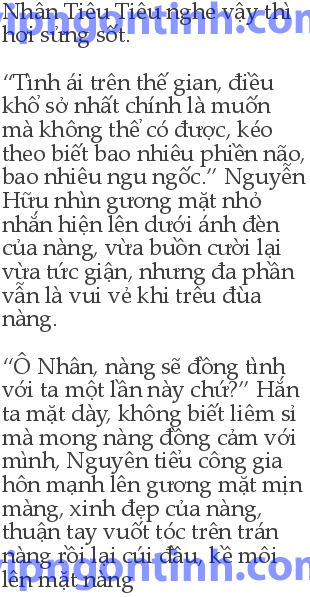 Nhân Tiêu Tiêu nghe vậy thì
hơi sửng sốt.
“Tình ái trên thế gian, điều
khổ sở nhất chính là muốn
mà không thể có được, kéo
theo biết bao nhiêu phiền não,
bao nhiêu ngu ngốc.” Nguyễn
Hữu nhìn gương mặt nhỏ
nhắn hiện lên dưới ánh đèn
của nàng, vừa buồn cười lại
vừa tức giận, nhưng đa phần
vẫn là vui vẻ khi trêu đùa
nàng.
“Ô Nhân, nàng sẽ đồng tình
với ta một lần này chứ?” Hắn
ta mặt dày, không biết liêm sỉ
mà mong nàng đồng cảm với
mình, Nguyên tiểu công gia
hôn mạnh lên gương mặt mịn
màng, xinh đẹp của nàng,
thuận tay vuốt tóc trên trán
nàng rồi lại cúi đầu, kề môi
lên mặt nàng